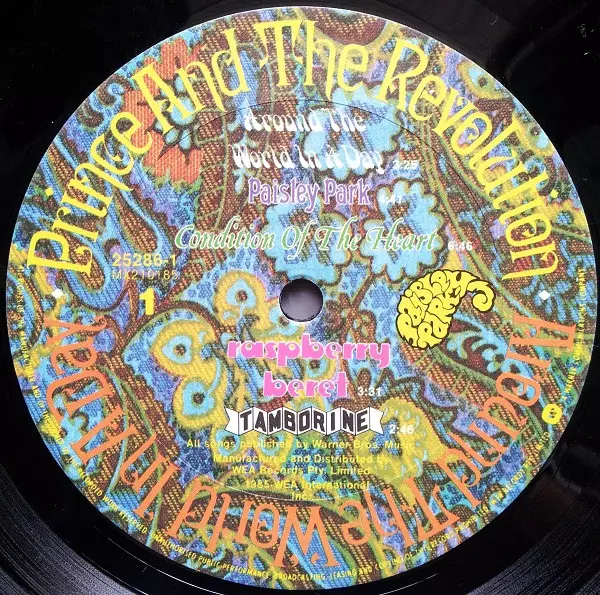 Prince And The Revolution
Around The
World In A Day 3:25
Paisley Park 4:41
Condition Of The Heart 6:46
25286-1
MX210185
1
PAISLEY
PARK
raspberry
beret 3:31
TAMBORINE 2:46
All songs published by Warner Bros. Music
Manufactured and Distributed by
WEA Records Pty. Limited
1985 WEA International
Inc.
Around The World In A Day